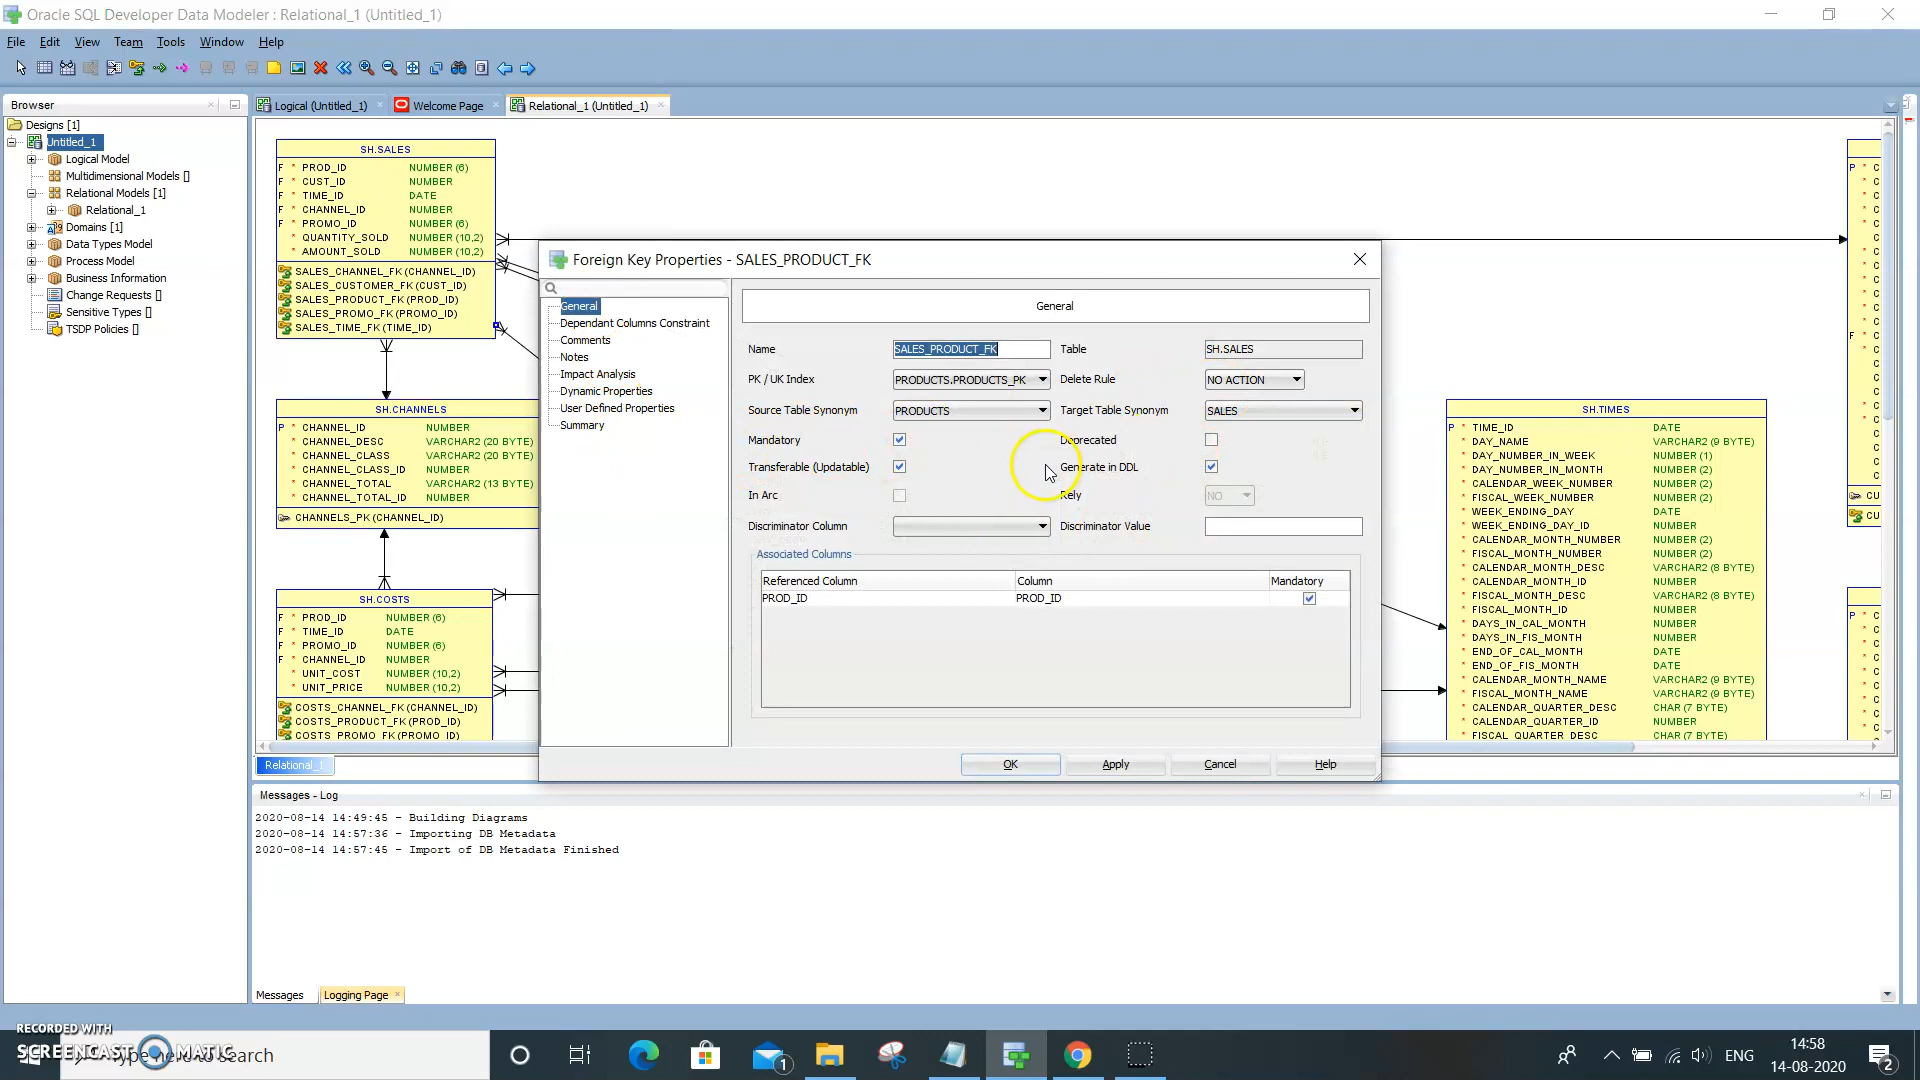 Oracle SQL Developer Data Modeler : Relational_1 (Untitled_1)
File Edit View Team Tools Window Help
Browser
Logical (Untitled_1) Welcome Page Relational_1 (Untitled_1)
Designs [1]
Untitled_1
Logical Model
Multidimensional Models []
Relational Models [1]
Relational_1
Domains [1]
Data Types Model
Process Model
Business Information
Change Requests []
Sensitive Types []
TSDP Policies []
SH.SALES
F * PROD_ID NUMBER (6)
F * CUST_ID NUMBER
F * TIME_ID DATE
F * CHANNEL_ID NUMBER
F * PROMO_ID NUMBER (6)
* QUANTITY_SOLD NUMBER (10,2)
* AMOUNT_SOLD NUMBER (10,2)
SALES_CHANNEL_FK (CHANNEL_ID)
SALES_CUSTOMER_FK (CUST_ID)
SALES_PRODUCT_FK (PROD_ID)
SALES_PROMO_FK (PROMO_ID)
SALES_TIME_FK (TIME_ID)
SH.CHANNELS
P * CHANNEL_ID NUMBER
* CHANNEL_DESC VARCHAR2 (20 BYTE)
* CHANNEL_CLASS VARCHAR2 (20 BYTE)
* CHANNEL_CLASS_ID NUMBER
* CHANNEL_TOTAL VARCHAR2 (13 BYTE)
* CHANNEL_TOTAL_ID NUMBER
CHANNELS_PK (CHANNEL_ID)
SH.COSTS
F * PROD_ID NUMBER (6)
F * TIME_ID DATE
F * PROMO_ID NUMBER (6)
F * CHANNEL_ID NUMBER
* UNIT_COST NUMBER (10,2)
* UNIT_PRICE NUMBER (10,2)
COSTS_CHANNEL_FK (CHANNEL_ID)
COSTS_PRODUCT_FK (PROD_ID)
COSTS_PROMO_FK (PROMO_ID)
Foreign Key Properties - SALES_PRODUCT_FK
General
Dependant Columns Constraint
Comments
Notes
Impact Analysis
Dynamic Properties
User Defined Properties
Summary
General
Name SALES_PRODUCT_FK Table SH.SALES
PK / UK Index PRODUCTS.PRODUCTS_PK Delete Rule NO ACTION
Source Table Synonym PRODUCTS Target Table Synonym SALES
Mandatory Deprecated
Transferable (Updatable) Generate in DDL
In Arc Rely NO
Discriminator Column Discriminator Value
Associated Columns
Referenced Column Column Mandatory
PROD_ID PROD_ID
OK Apply Cancel Help
SH.TIMES
P * TIME_ID DATE
* DAY_NAME VARCHAR2 (9 BYTE)
* DAY_NUMBER_IN_WEEK NUMBER (1)
* DAY_NUMBER_IN_MONTH NUMBER (2)
* CALENDAR_WEEK_NUMBER NUMBER (2)
* FISCAL_WEEK_NUMBER NUMBER (2)
* WEEK_ENDING_DAY DATE
* WEEK_ENDING_DAY_ID NUMBER
* CALENDAR_MONTH_NUMBER NUMBER (2)
* FISCAL_MONTH_NUMBER NUMBER (2)
* CALENDAR_MONTH_DESC VARCHAR2 (8 BYTE)
* CALENDAR_MONTH_ID NUMBER
* FISCAL_MONTH_DESC VARCHAR2 (8 BYTE)
* FISCAL_MONTH_ID NUMBER
* DAYS_IN_CAL_MONTH NUMBER
* DAYS_IN_FIS_MONTH NUMBER
* END_OF_CAL_MONTH DATE
* END_OF_FIS_MONTH DATE
* CALENDAR_MONTH_NAME VARCHAR2 (9 BYTE)
* FISCAL_MONTH_NAME VARCHAR2 (9 BYTE)
* CALENDAR_QUARTER_DESC CHAR (7 BYTE)
* CALENDAR_QUARTER_ID NUMBER
* FISCAL_QUARTER_DESC CHAR (7 BYTE)
P * C
* C
* C
* C
* C
* C
* C
* C
* C
* C
* C
* C
F * C
* C
* C
* C
* C
* C
* C
* C
* C
* C
* C
CU
CU
P * C
* C
* C
* C
* C
* C
* C
* C
* C
Relational_1
Messages - Log
2020-08-14 14:49:45 - Building Diagrams
2020-08-14 14:57:36 - Importing DB Metadata
2020-08-14 14:57:45 - Import of DB Metadata Finished
Messages Logging Page
RECORDED WITH
SCREENCAST MATIC
Type here to search
1
ENG
14:58
14-08-2020
2